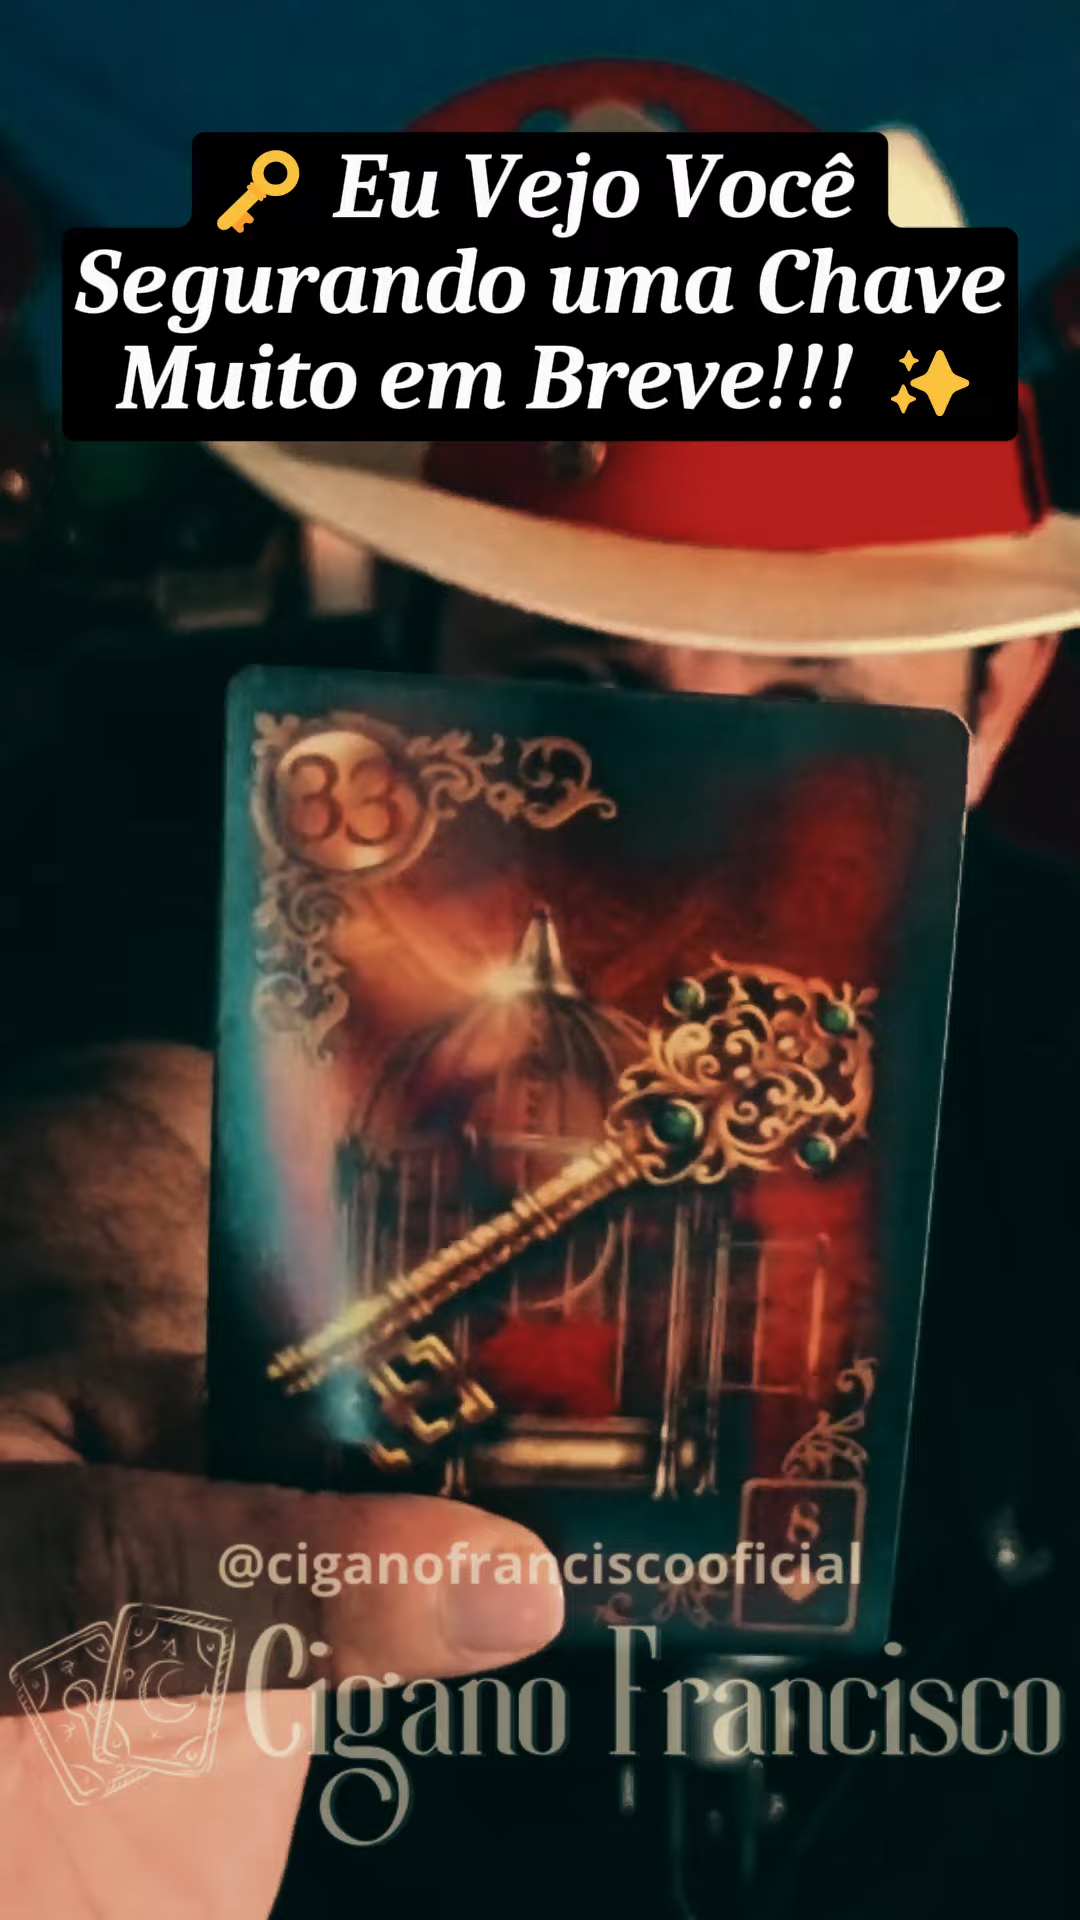 🔑 Eu Vejo Você
Segurando uma Chave
Muito em Breve!!! ✨
33
8
@ciganofranciscooficial
Cigano Francisco